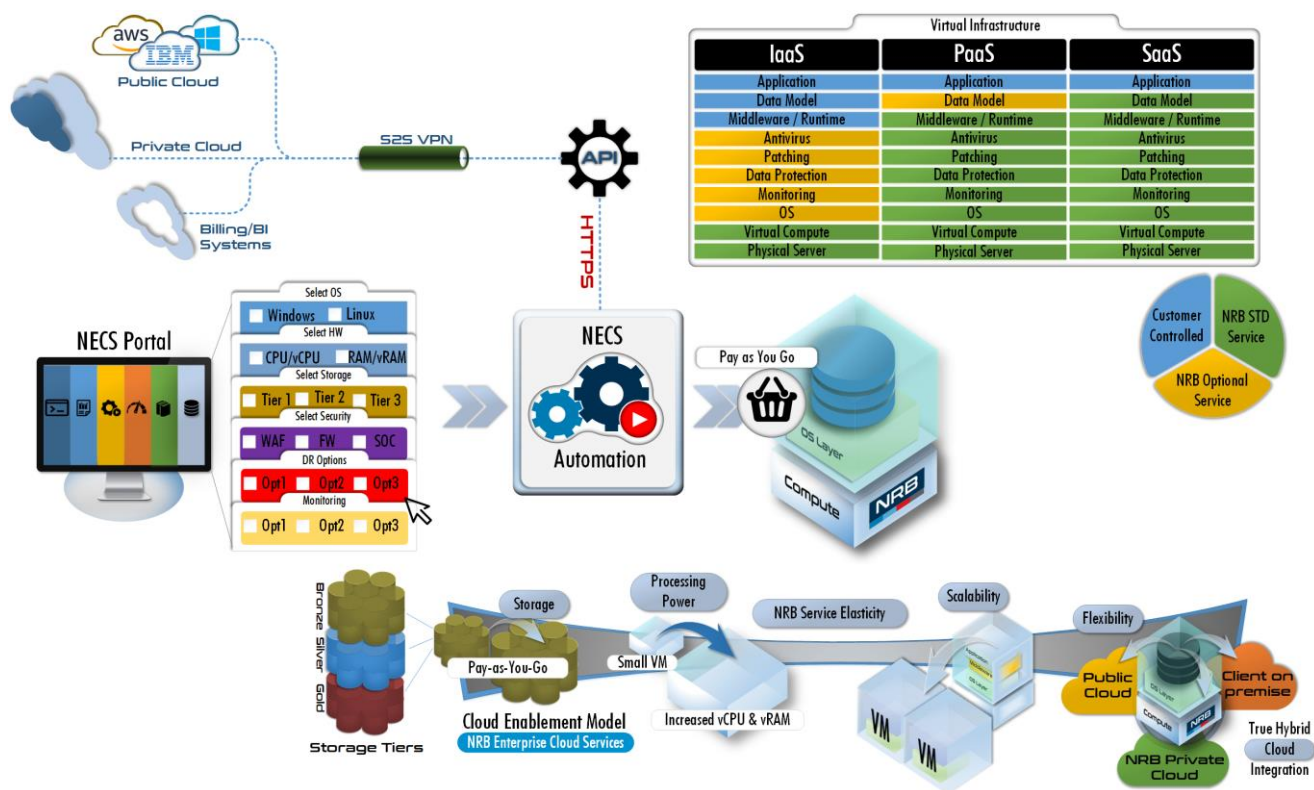 aws
IBM
Public Cloud
Private Cloud
Billing/BI
Systems
S2S VPN
API
HTTPS
Virtual Infrastructure
IaaS PaaS SaaS
Application Application Application
Data Model Data Model Data Model
Middleware / Runtime Middleware / Runtime Middleware / Runtime
Antivirus Antivirus Antivirus
Patching Patching Patching
Data Protection Data Protection Data Protection
Monitoring Monitoring Monitoring
OS OS OS
Virtual Compute Virtual Compute Virtual Compute
Physical Server Physical Server Physical Server
Customer
Controlled
NRB STD
Service
NRB Optional
Service
NECS Portal
Select OS
Windows Linux
Select HW
CPU/vCPU RAM/vRAM
Select Storage
Tier 1 Tier 2 Tier 3
Select Security
WAF FW SOC
DR Options
Opt1 Opt2 Opt3
Monitoring
Opt1 Opt2 Opt3
NECS
Automation
Pay as You Go
OS Layer
Compute
NRB
Bronze
Silver
Gold
Storage Tiers
Storage
Pay-as-You-Go
Cloud Enablement Model
NRB Enterprise Cloud Services
Processing
Power
Small VM
Increased vCPU & vRAM
NRB Service Elasticity
Scalability
Application
Middleware
OS Layer
VM
VM
Flexibility
Public
Cloud
OS Layer
Compute
NRB
Client on
premise
NRB Private
Cloud
True Hybrid
Cloud
Integration